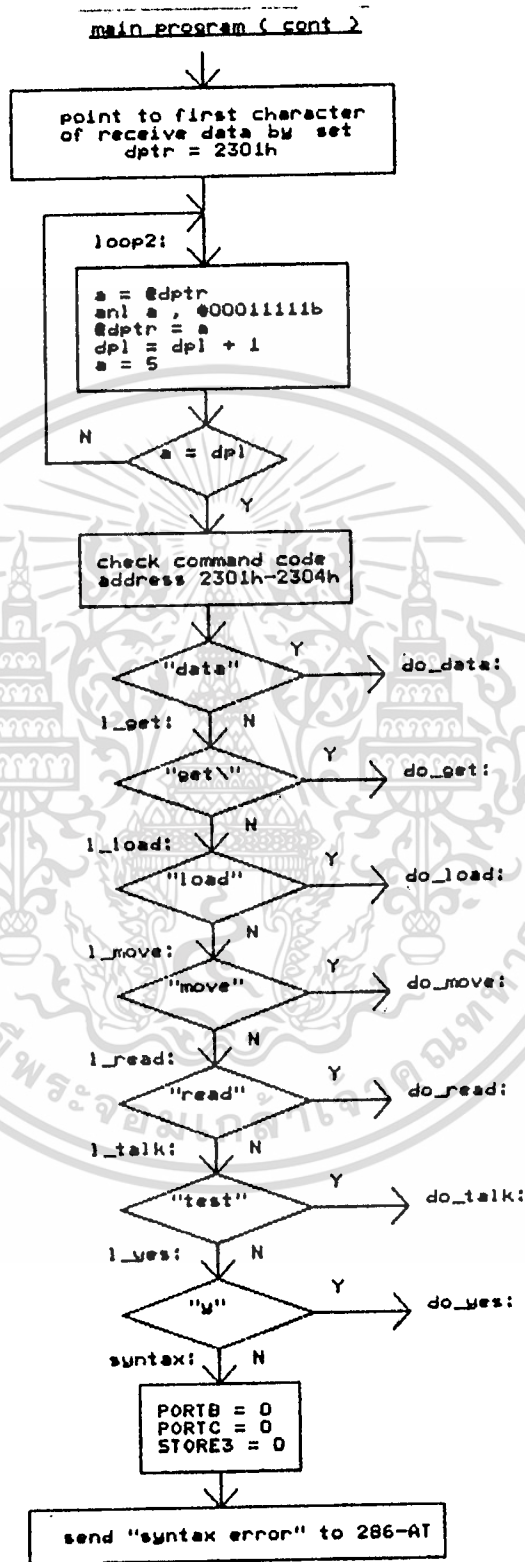 main program ( cont )
point to first character
of receive data by set
dptr = 2301h
loop2:
a = @dptr
anl a , #00011111b
@dptr = a
dpl = dpl + 1
a = 5
N
a = dpl
Y
check command code
address 2301h-2304h
"data"
Y
do_data:
l_get:
N
"get\"
Y
do_get:
N
l_load:
"load"
Y
do_load:
N
l_move:
"move"
Y
do_move:
N
l_read:
"read"
Y
do_read:
N
l_talk:
"test"
Y
do_talk:
l_yes:
N
"y"
Y
do_yes:
syntax:
N
PORTB = 0
PORTC = 0
STORE3 = 0
send "syntax error" to 286-AT